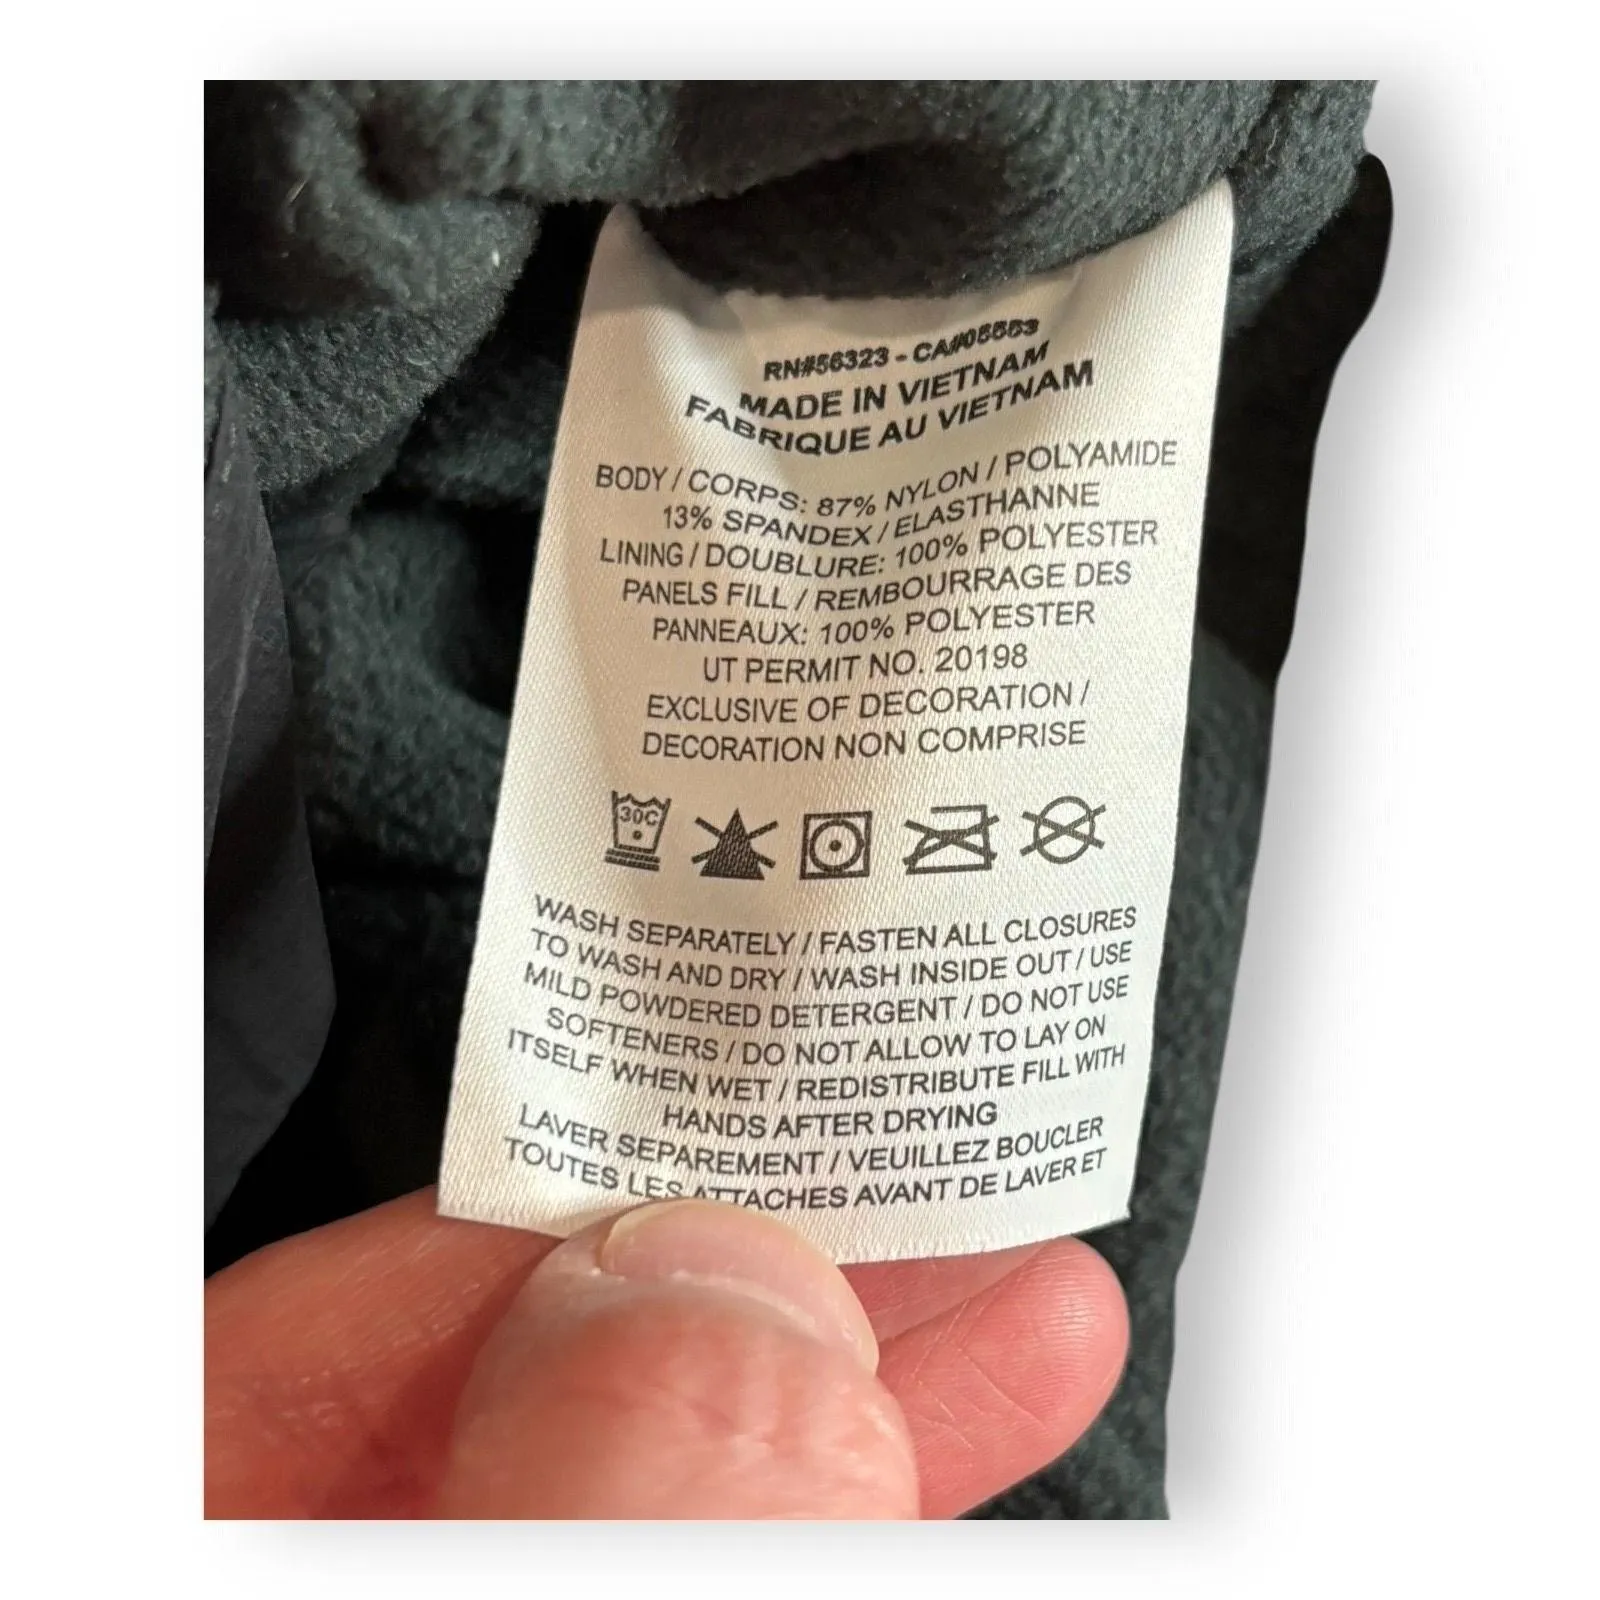 RN#56323 - CA#05553
MADE IN VIETNAM
FABRIQUE AU VIETNAM
BODY / CORPS: 87% NYLON / POLYAMIDE
13% SPANDEX / ELASTHANNE
LINING / DOUBLURE: 100% POLYESTER
PANELS FILL / REMBOURRAGE DES
PANNEAUX: 100% POLYESTER
UT PERMIT NO. 20198
EXCLUSIVE OF DECORATION /
DECORATION NON COMPRISE
30C
WASH SEPARATELY / FASTEN ALL CLOSURES
TO WASH AND DRY / WASH INSIDE OUT / USE
MILD POWDERED DETERGENT / DO NOT USE
SOFTENERS / DO NOT ALLOW TO LAY ON
ITSELF WHEN WET / REDISTRIBUTE FILL WITH
HANDS AFTER DRYING
LAVER SEPAREMENT / VEUILLEZ BOUCLER
TOUTES LES ATTACHES AVANT DE LAVER ET